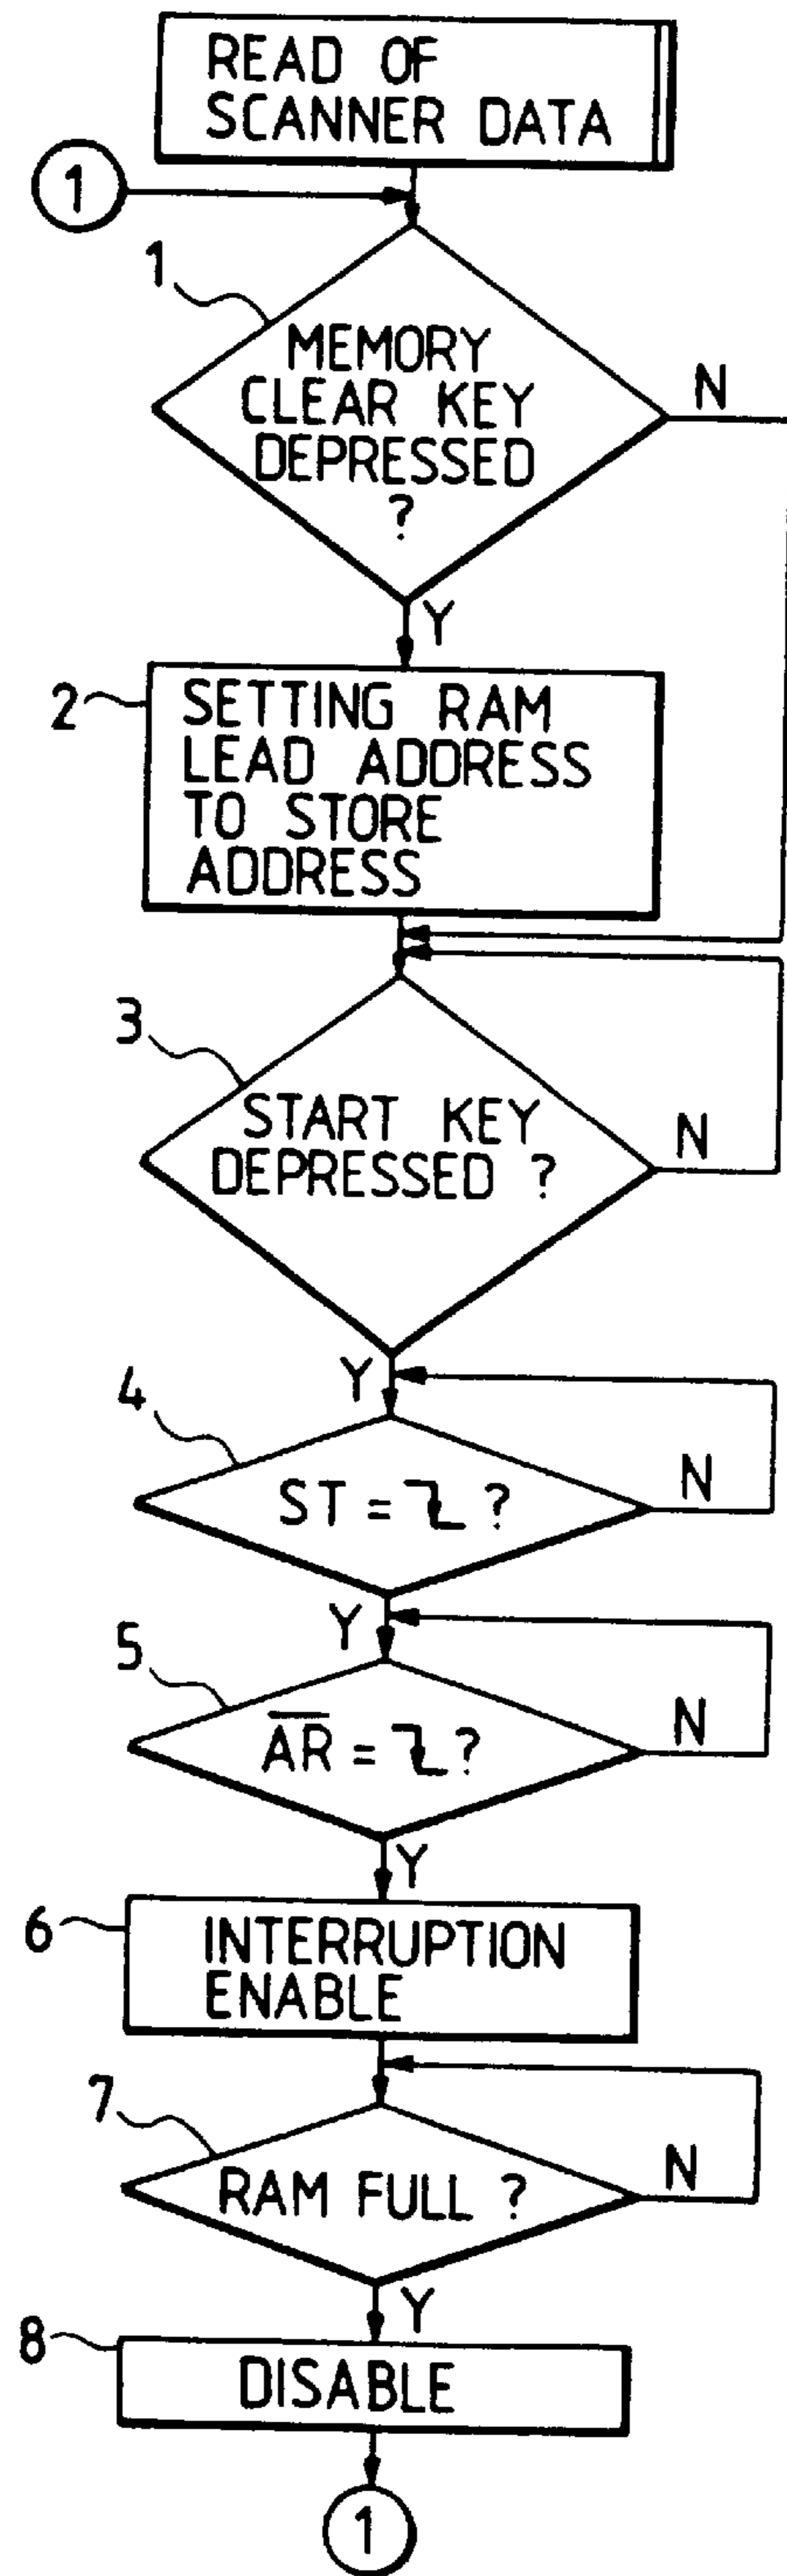 READ OF
SCANNER DATA
1
1
MEMORY
CLEAR KEY
DEPRESSED
?
N
Y
2
SETTING RAM
LEAD ADDRESS
TO STORE
ADDRESS
3
START KEY
DEPRESSED ?
N
Y
4
ST = ?
N
Y
5
A̅R̅ = ?
N
Y
6
INTERRUPTION
ENABLE
7
RAM FULL ?
N
Y
8
DISABLE
1